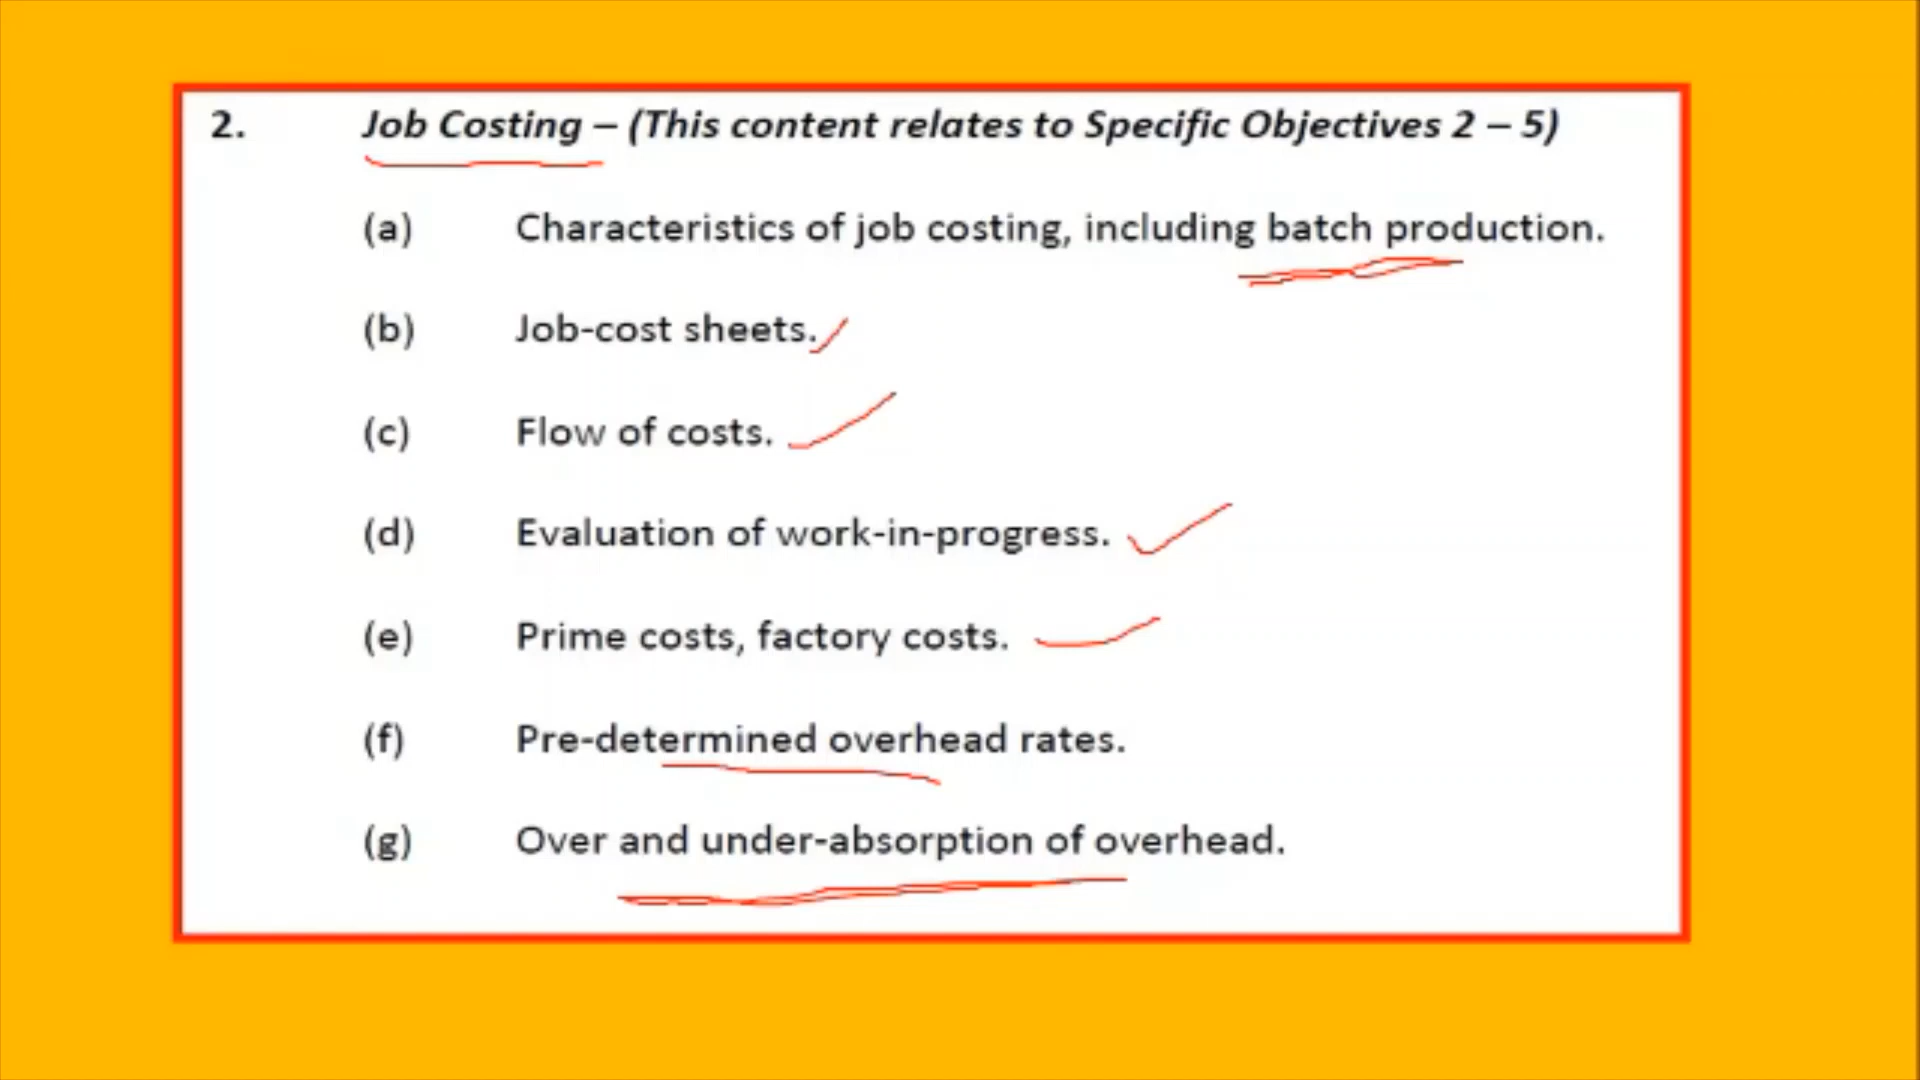 2. Job Costing – (This content relates to Specific Objectives 2 – 5)
(a) Characteristics of job costing, including batch production.
(b) Job-cost sheets.
(c) Flow of costs.
(d) Evaluation of work-in-progress.
(e) Prime costs, factory costs.
(f) Pre-determined overhead rates.
(g) Over and under-absorption of overhead.